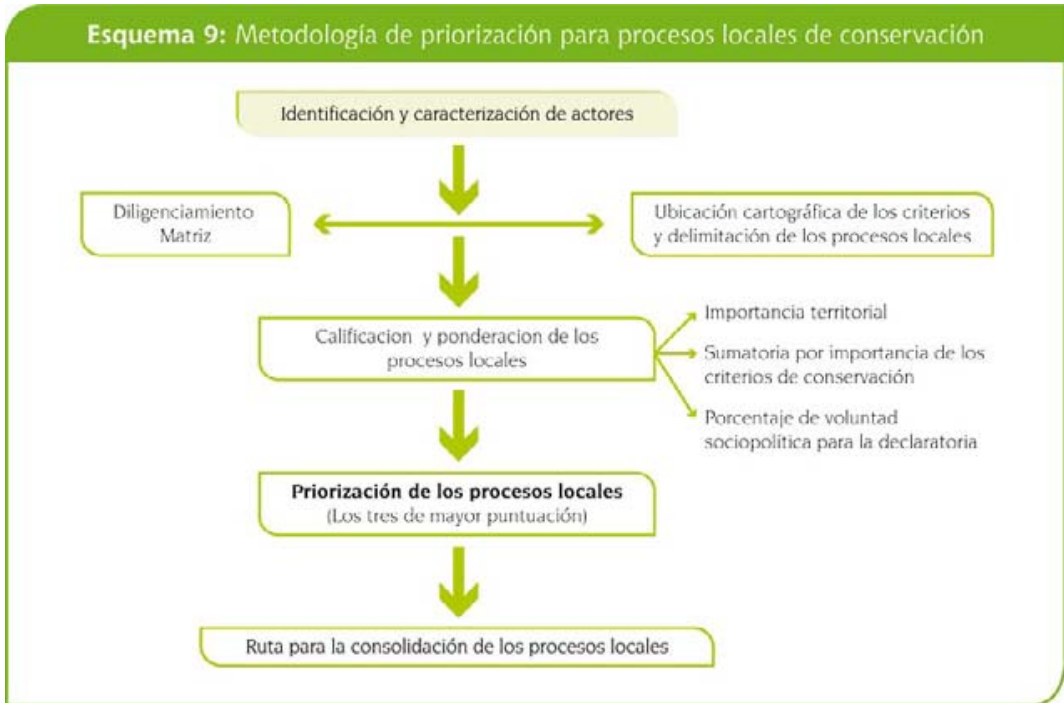 Esquema 9: Metodología de priorización para procesos locales de conservación
Identificación y caracterización de actores
Diligenciamiento
Matriz
Ubicación cartográfica de los criterios
y delimitación de los procesos locales
Calificacion y ponderacion de los
procesos locales
Importancia territorial
Sumatoria por importancia de los
criterios de conservación
Porcentaje de voluntad
sociopolítica para la declaratoria
Priorización de los procesos locales
(Los tres de mayor puntuación)
Ruta para la consolidación de los procesos locales